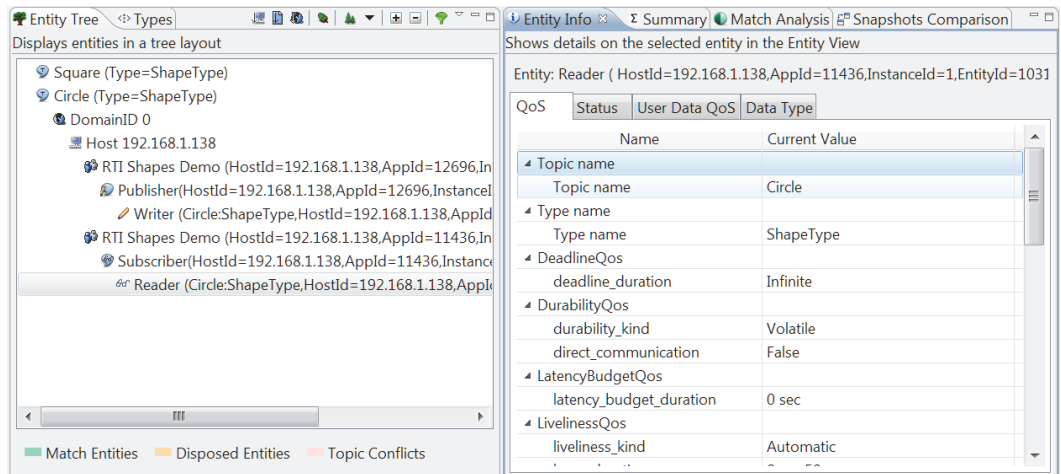 Entity Tree Types
Displays entities in a tree layout
Square (Type=ShapeType)
Circle (Type=ShapeType)
DomainID 0
Host 192.168.1.138
RTI Shapes Demo (HostId=192.168.1.138,AppId=12696,In
Publisher(HostId=192.168.1.138,AppId=12696,InstanceI
Writer (Circle:ShapeType,HostId=192.168.1.138,AppId
RTI Shapes Demo (HostId=192.168.1.138,AppId=11436,In
Subscriber(HostId=192.168.1.138,AppId=11436,Instance
Reader (Circle:ShapeType,HostId=192.168.1.138,AppId
Match Entities Disposed Entities Topic Conflicts
Entity Info Σ Summary Match Analysis Snapshots Comparison
Shows details on the selected entity in the Entity View
Entity: Reader ( HostId=192.168.1.138,AppId=11436,InstanceId=1,EntityId=1031
QoS Status User Data QoS Data Type
Name Current Value
Topic name
Topic name Circle
Type name
Type name ShapeType
DeadlineQos
deadline_duration Infinite
DurabilityQos
durability_kind Volatile
direct_communication False
LatencyBudgetQos
latency_budget_duration 0 sec
LivelinessQos
liveliness_kind Automatic